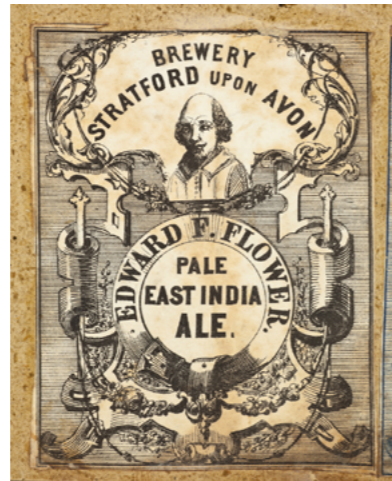 BREWERY
STRATFORD UPON AVON
EDWARD F. FLOWER.
PALE
EAST INDIA
ALE.